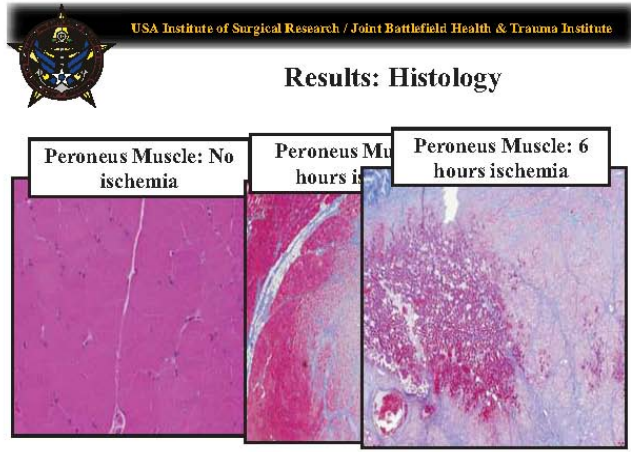 USA Institute of Surgical Research / Joint Battlefield Health & Trauma Institute
Results: Histology
Peroneus Muscle: No
ischemia
Peroneus Mu
hours is
Peroneus Muscle: 6
hours ischemia